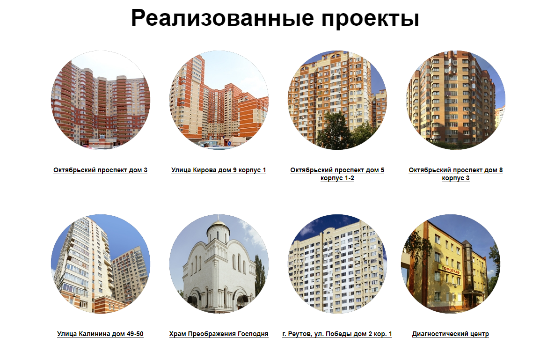 Реализованные проекты
Октябрьский проспект дом 3
Улица Кирова дом 9 корпус 1
Октябрьский проспект дом 5
корпус 1-2
Октябрьский проспект дом 8
корпус 3
Улица Калинина дом 49-50
Храм Преображения Господня
г. Реутов, ул. Победы дом 2 кор. 1
Диагностический центр